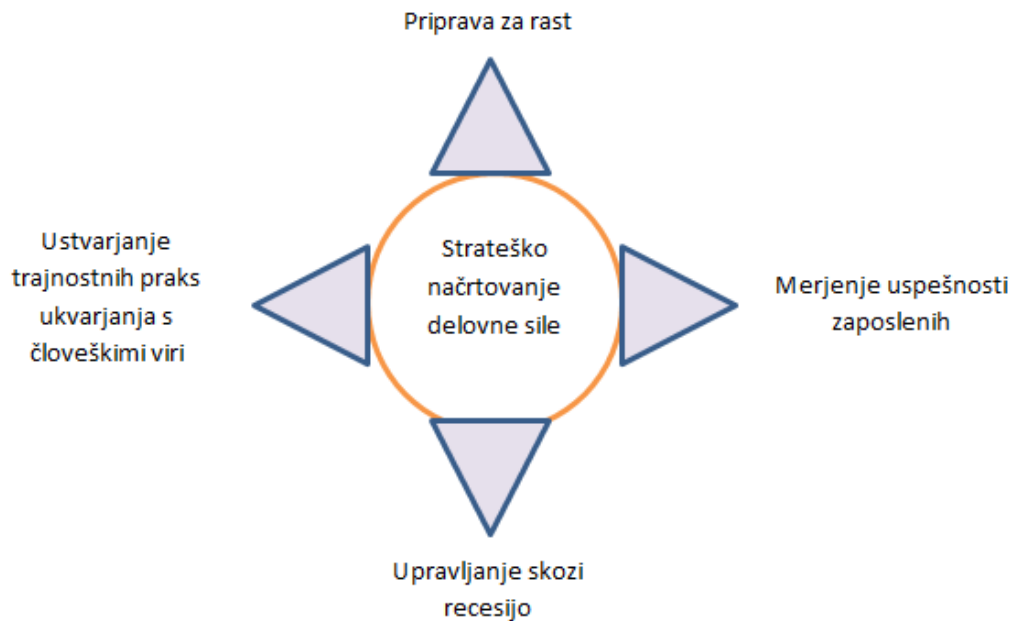 Priprava za rast
Ustvarjanje
trajnostnih praks
ukvarjanja s
človeškimi viri
Strateško
načrtovanje
delovne sile
Merjenje uspešnosti
zaposlenih
Upravljanje skozi
recesijo